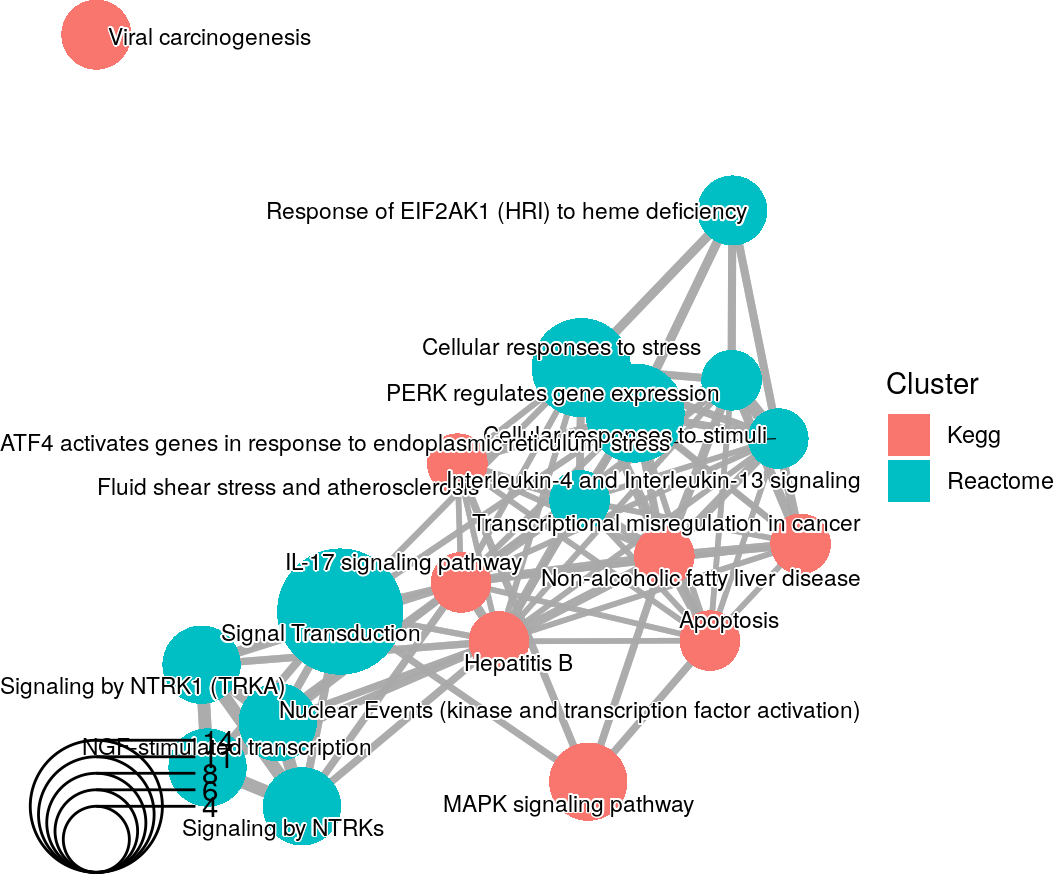 Viral carcinogenesis
Response of EIF2AK1 (HRI) to heme deficiency
Cellular responses to stress
Cluster
PERK regulates gene expression
Cellular responses to stimuli
Kegg
ATF4 activates genes in response to endoplasmic reticulum stress
Interleukin-4 and Interleukin-13 signaling
Reactome
Fluid shear stress and atherosclerosis
Transcriptional misregulation in cancer
IL-17 signaling pathway
Non-alcoholic fatty liver disease
Apoptosis
Signal Transduction
Hepatitis B
Signaling by NTRK1 (TRKA)
Nuclear Events (kinase and transcription factor activation)
NGF-stimulated transcription
14
11
8
6
4
MAPK signaling pathway
Signaling by NTRKs